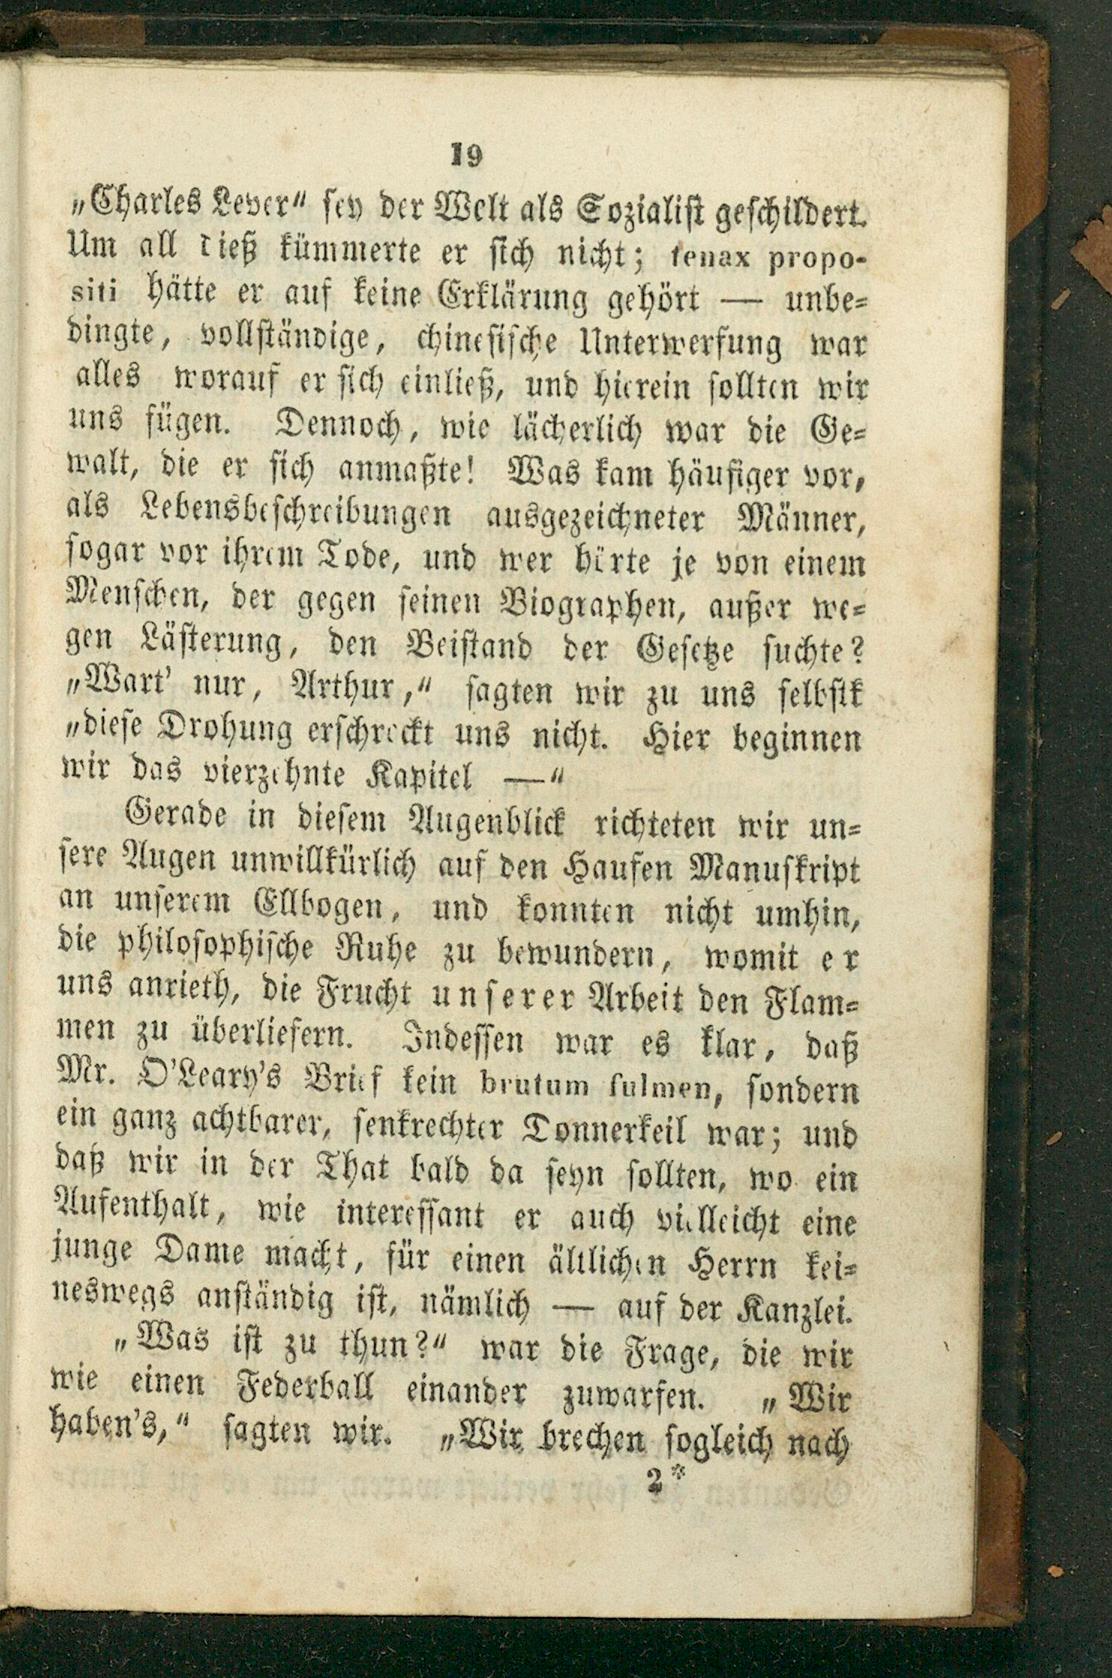 19
„Charles Lever“ sey der Welt als Sozialist geschildert.
Um all dieß kümmerte er sich nicht; tenax propo-
siti hätte er auf keine Erklärung gehört — unbe-
dingte, vollständige, chinesische Unterwerfung war
alles worauf er sich einließ, und hierein sollten wir
uns fügen. Dennoch, wie lächerlich war die Ge-
walt, die er sich anmaßte! Was kam häufiger vor,
als Lebensbeschreibungen ausgezeichneter Männer,
sogar vor ihrem Tode, und wer hörte je von einem
Menschen, der gegen seinen Biographen, außer we-
gen Lästerung, den Beistand der Gesetze suchte?
„Wart' nur, Arthur,“ sagten wir zu uns selbstk
„diese Drohung erschreckt uns nicht. Hier beginnen
wir das vierzehnte Kapitel —“
Gerade in diesem Augenblick richteten wir un-
sere Augen unwillkürlich auf den Haufen Manuskript
an unserem Ellbogen, und konnten nicht umhin,
die philosophische Ruhe zu bewundern, womit er
uns anrieth, die Frucht unserer Arbeit den Flam-
men zu überliefern. Indessen war es klar, daß
Mr. O'Leary's Brief kein brutum fulmen, sondern
ein ganz achtbarer, senkrechter Donnerkeil war; und
daß wir in der That bald da seyn sollten, wo ein
Aufenthalt, wie interessant er auch vielleicht eine
junge Dame macht, für einen ältlichen Herrn kei-
neswegs anständig ist, nämlich — auf der Kanzlei.
„Was ist zu thun?“ war die Frage, die wir
wie einen Federball einander zuwarfen. „Wir
haben's,“ sagten wir. „Wir brechen sogleich nach
2*